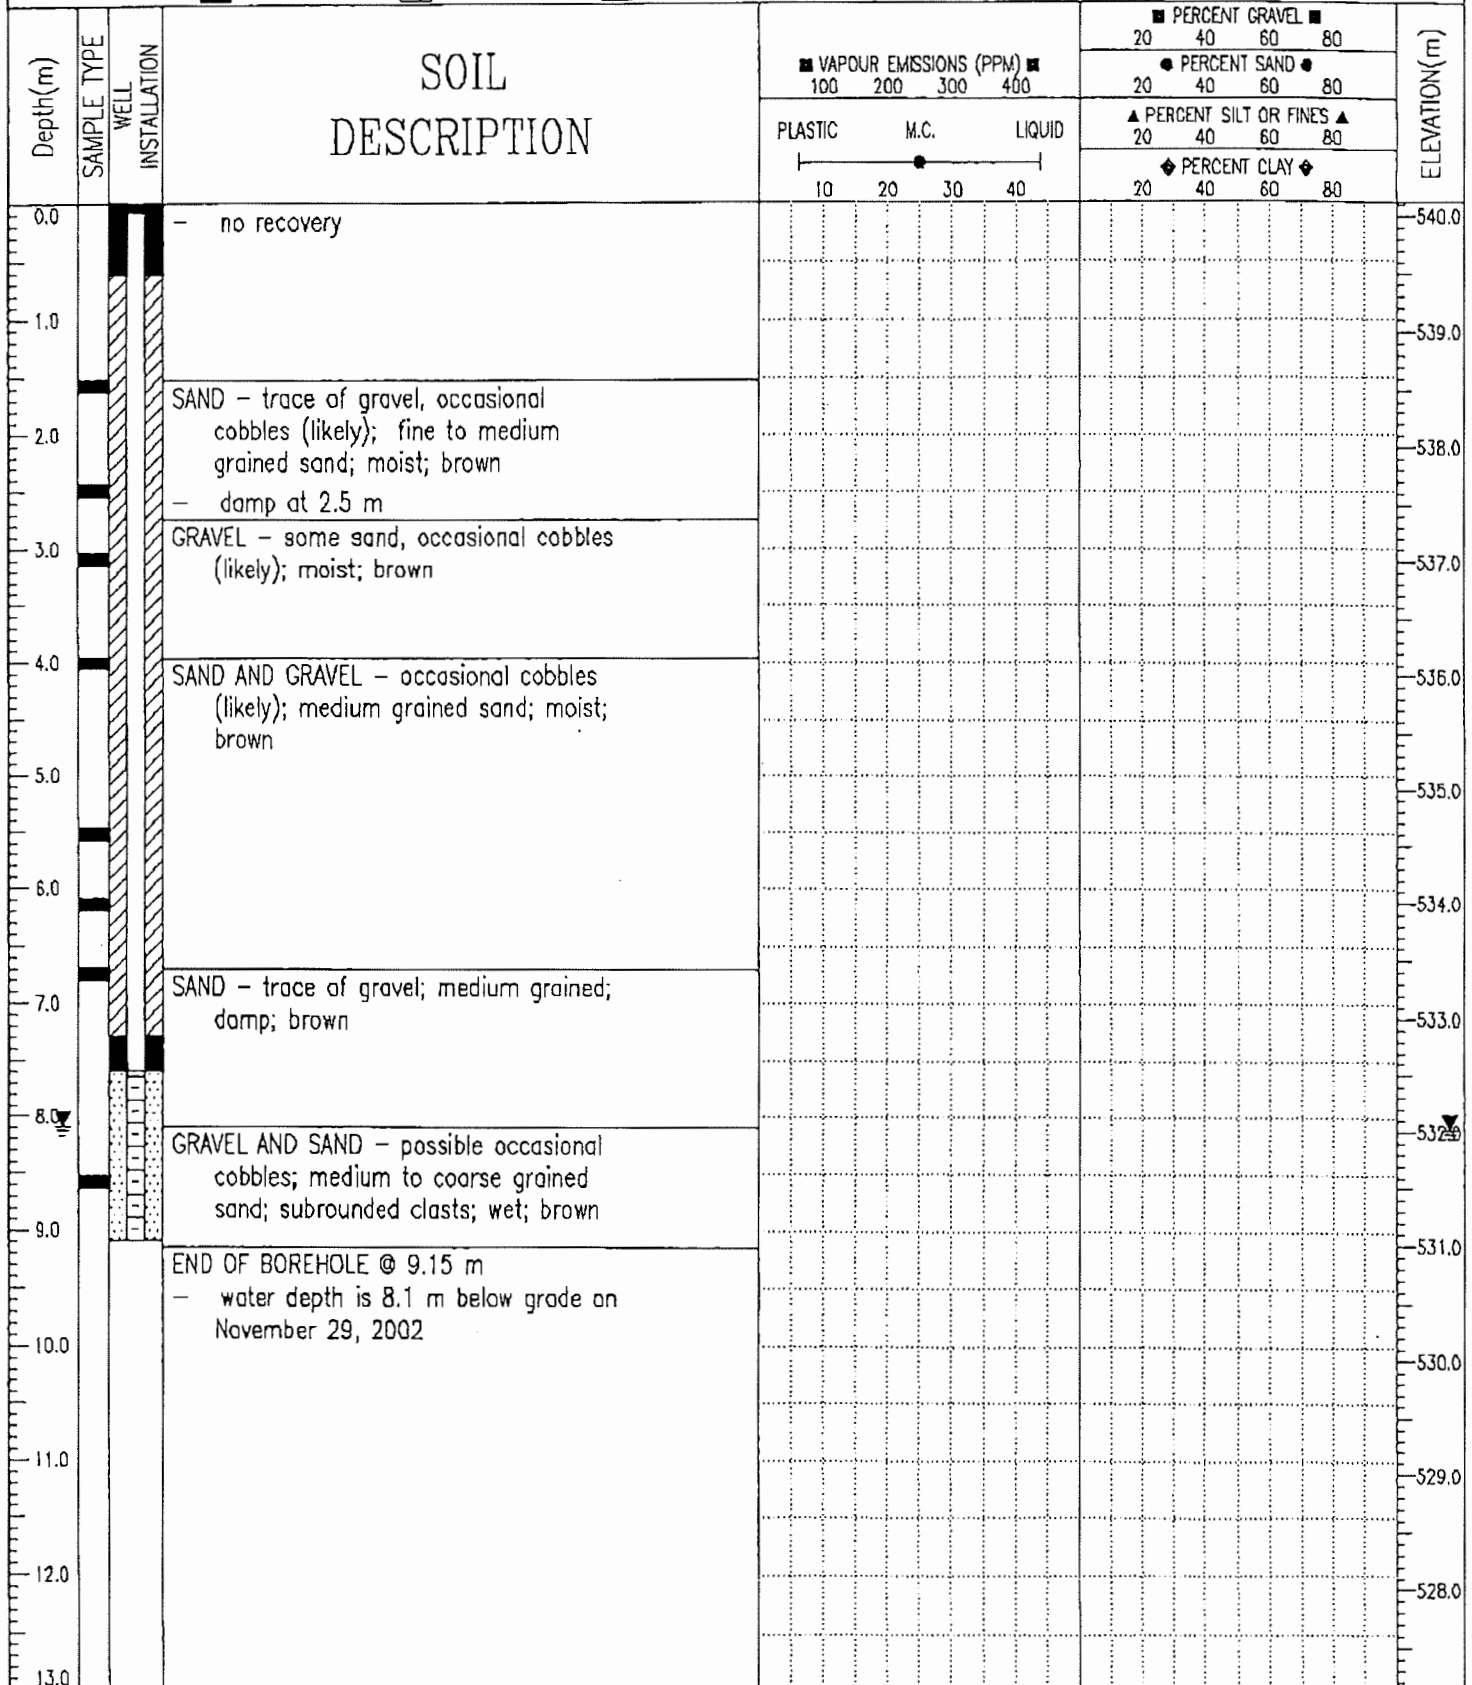 Depth(m)
SAMPLE TYPE
WELL
INSTALLATION
SOIL
DESCRIPTION
■ VAPOUR EMISSIONS (PPM) ■
100 200 300 400
PLASTIC M.C. LIQUID
10 20 30 40
■ PERCENT GRAVEL ■
20 40 60 80
● PERCENT SAND ●
20 40 60 80
▲ PERCENT SILT OR FINES ▲
20 40 60 80
◆ PERCENT CLAY ◆
20 40 60 80
ELEVATION(m)
0.0
1.0
2.0
3.0
4.0
5.0
6.0
7.0
8.0
9.0
10.0
11.0
12.0
13.0
– no recovery
SAND – trace of gravel, occasional
cobbles (likely); fine to medium
grained sand; moist; brown
– damp at 2.5 m
GRAVEL – some sand, occasional cobbles
(likely); moist; brown
SAND AND GRAVEL – occasional cobbles
(likely); medium grained sand; moist;
brown
SAND – trace of gravel; medium grained;
damp; brown
GRAVEL AND SAND – possible occasional
cobbles; medium to coarse grained
sand; subrounded clasts; wet; brown
END OF BOREHOLE @ 9.15 m
– water depth is 8.1 m below grade on
November 29, 2002
540.0
539.0
538.0
537.0
536.0
535.0
534.0
533.0
532.0
531.0
530.0
529.0
528.0